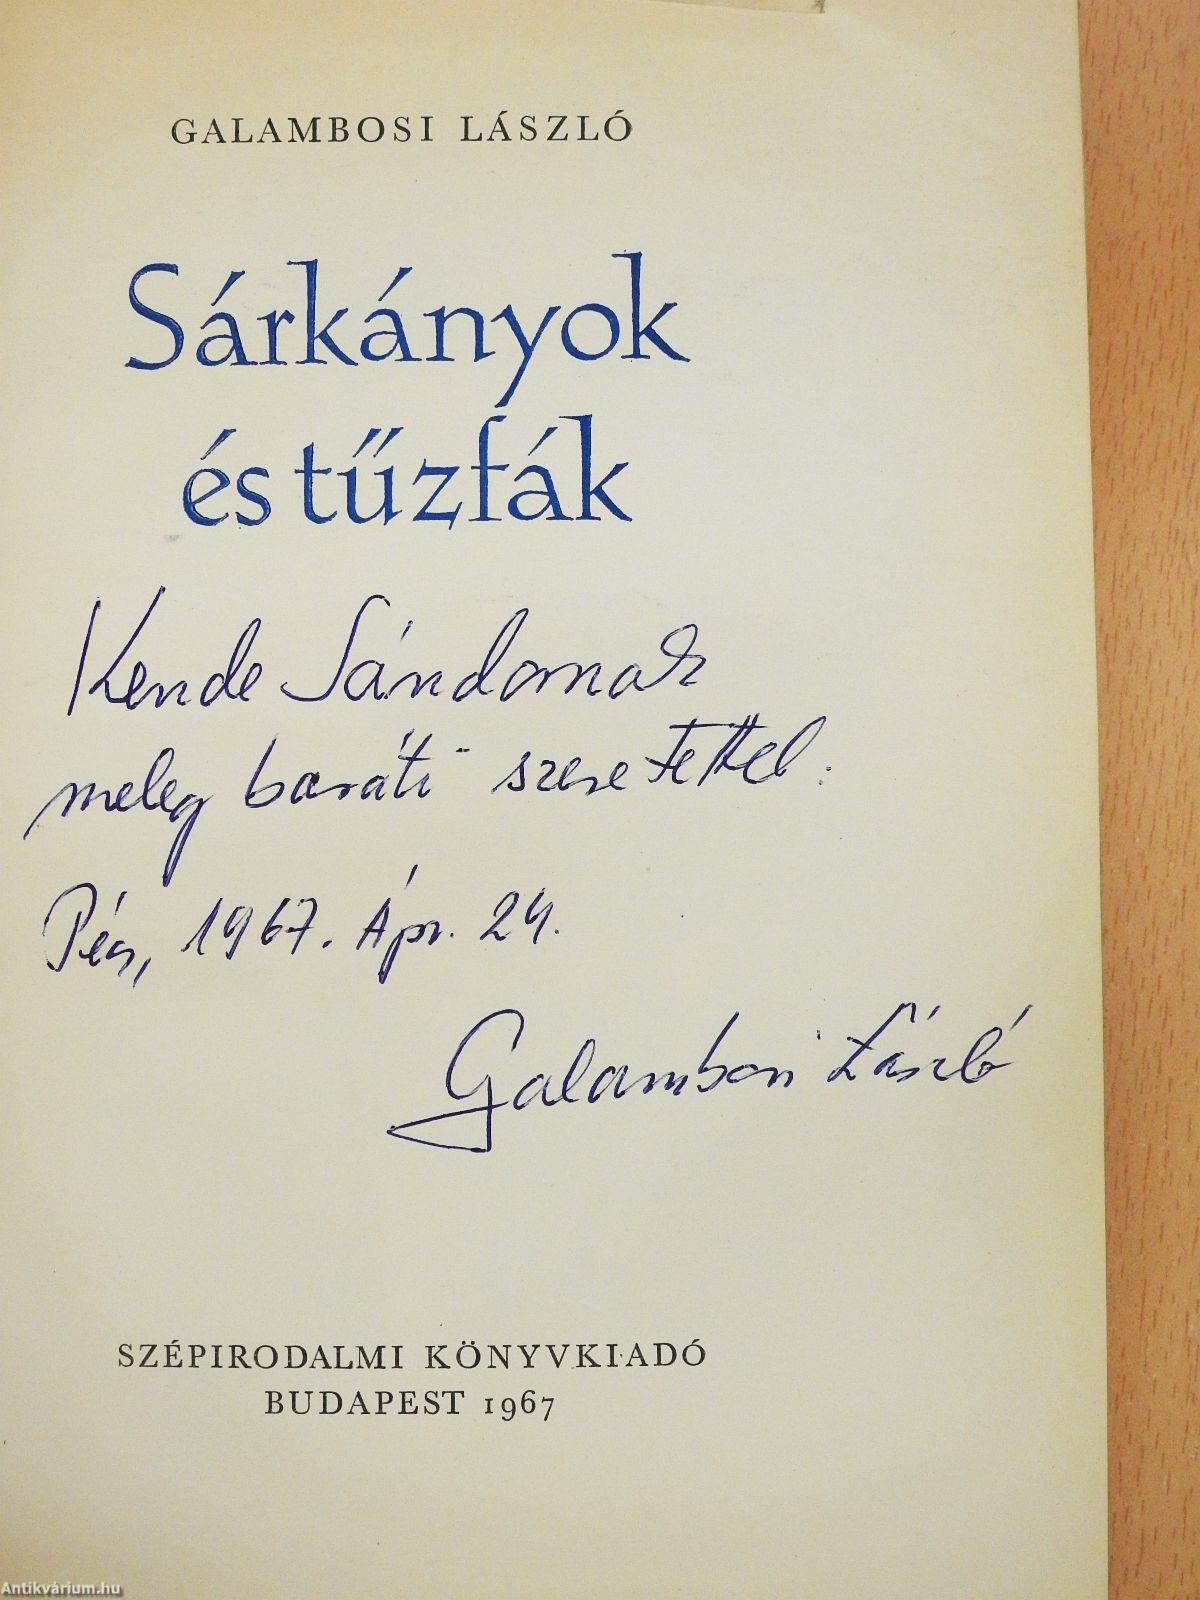 GALAMBOSI LÁSZLÓ
Sárkányok
és tűzfák
Kende Sándornak
meleg baráti szeretettel.
Pécs, 1967. Ápr. 24.
Galambosi László
SZÉPIRODALMI KÖNYVKIADÓ
BUDAPEST 1967
Antikvárium.hu